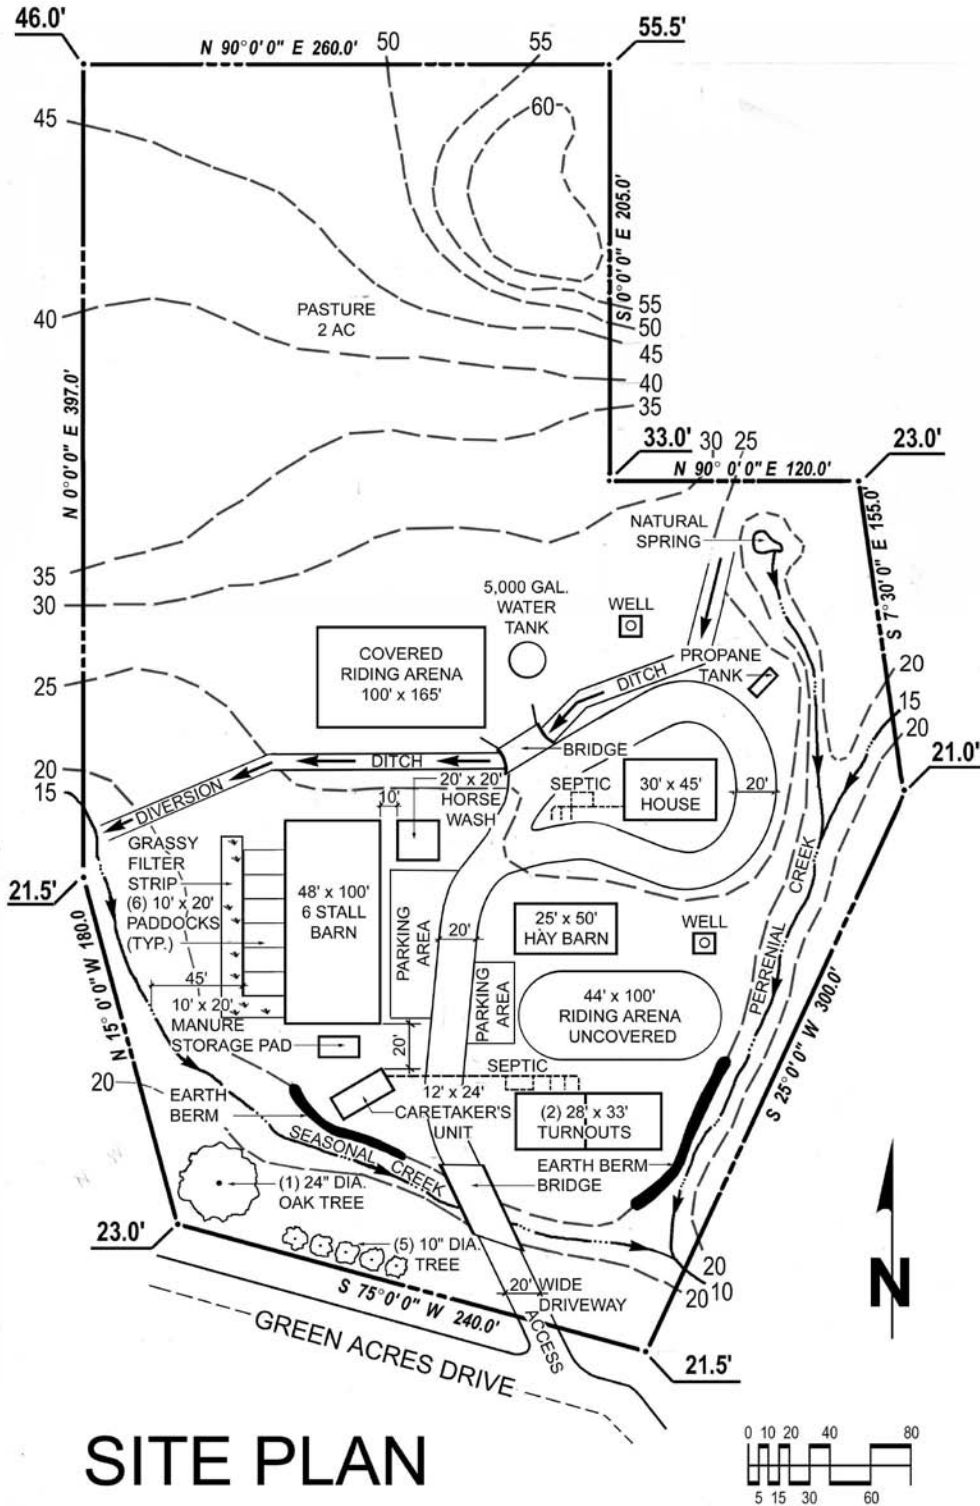 46.0'
N 90°0'0" E 260.0'
50
55
55.5'
60
45
S 0°0'0" E 205.0'
PASTURE
2 AC
40
55
50
45
40
35
N 0°0'0" E 397.0'
33.0'
30
25
23.0'
N 90°0'0" E 120.0'
NATURAL
SPRING
S 7°30'0" E 155.0'
35
30
5,000 GAL.
WATER
TANK
WELL
COVERED
RIDING ARENA
100' x 165'
PROPANE
TANK
DITCH
20
25
15
20
BRIDGE
20
DITCH
21.0'
15
20' x 20'
HORSE
WASH
SEPTIC
30' x 45'
HOUSE
20'
10'
DIVERSION
GRASSY
FILTER
STRIP
(6) 10' x 20'
PADDOCKS
(TYP.)
21.5'
48' x 100'
6 STALL
BARN
PARKING
AREA
20'
25' x 50'
HAY BARN
WELL
PERRENIAL CREEK
N 15°0'0" W 180.0'
45'
10' x 20'
MANURE
STORAGE PAD
PARKING
AREA
44' x 100'
RIDING ARENA
UNCOVERED
S 25°0'0" W 300.0'
20'
SEPTIC
20
EARTH
BERM
12' x 24'
CARETAKER'S
UNIT
(2) 28' x 33'
TURNOUTS
SEASONAL CREEK
EARTH BERM
BRIDGE
(1) 24" DIA.
OAK TREE
23.0'
(5) 10" DIA.
TREE
20
20 10
S 75°0'0" W 240.0'
20' WIDE
DRIVEWAY
ACCESS
GREEN ACRES DRIVE
21.5'
N
SITE PLAN
0 10 20 40 80
5 15 30 60